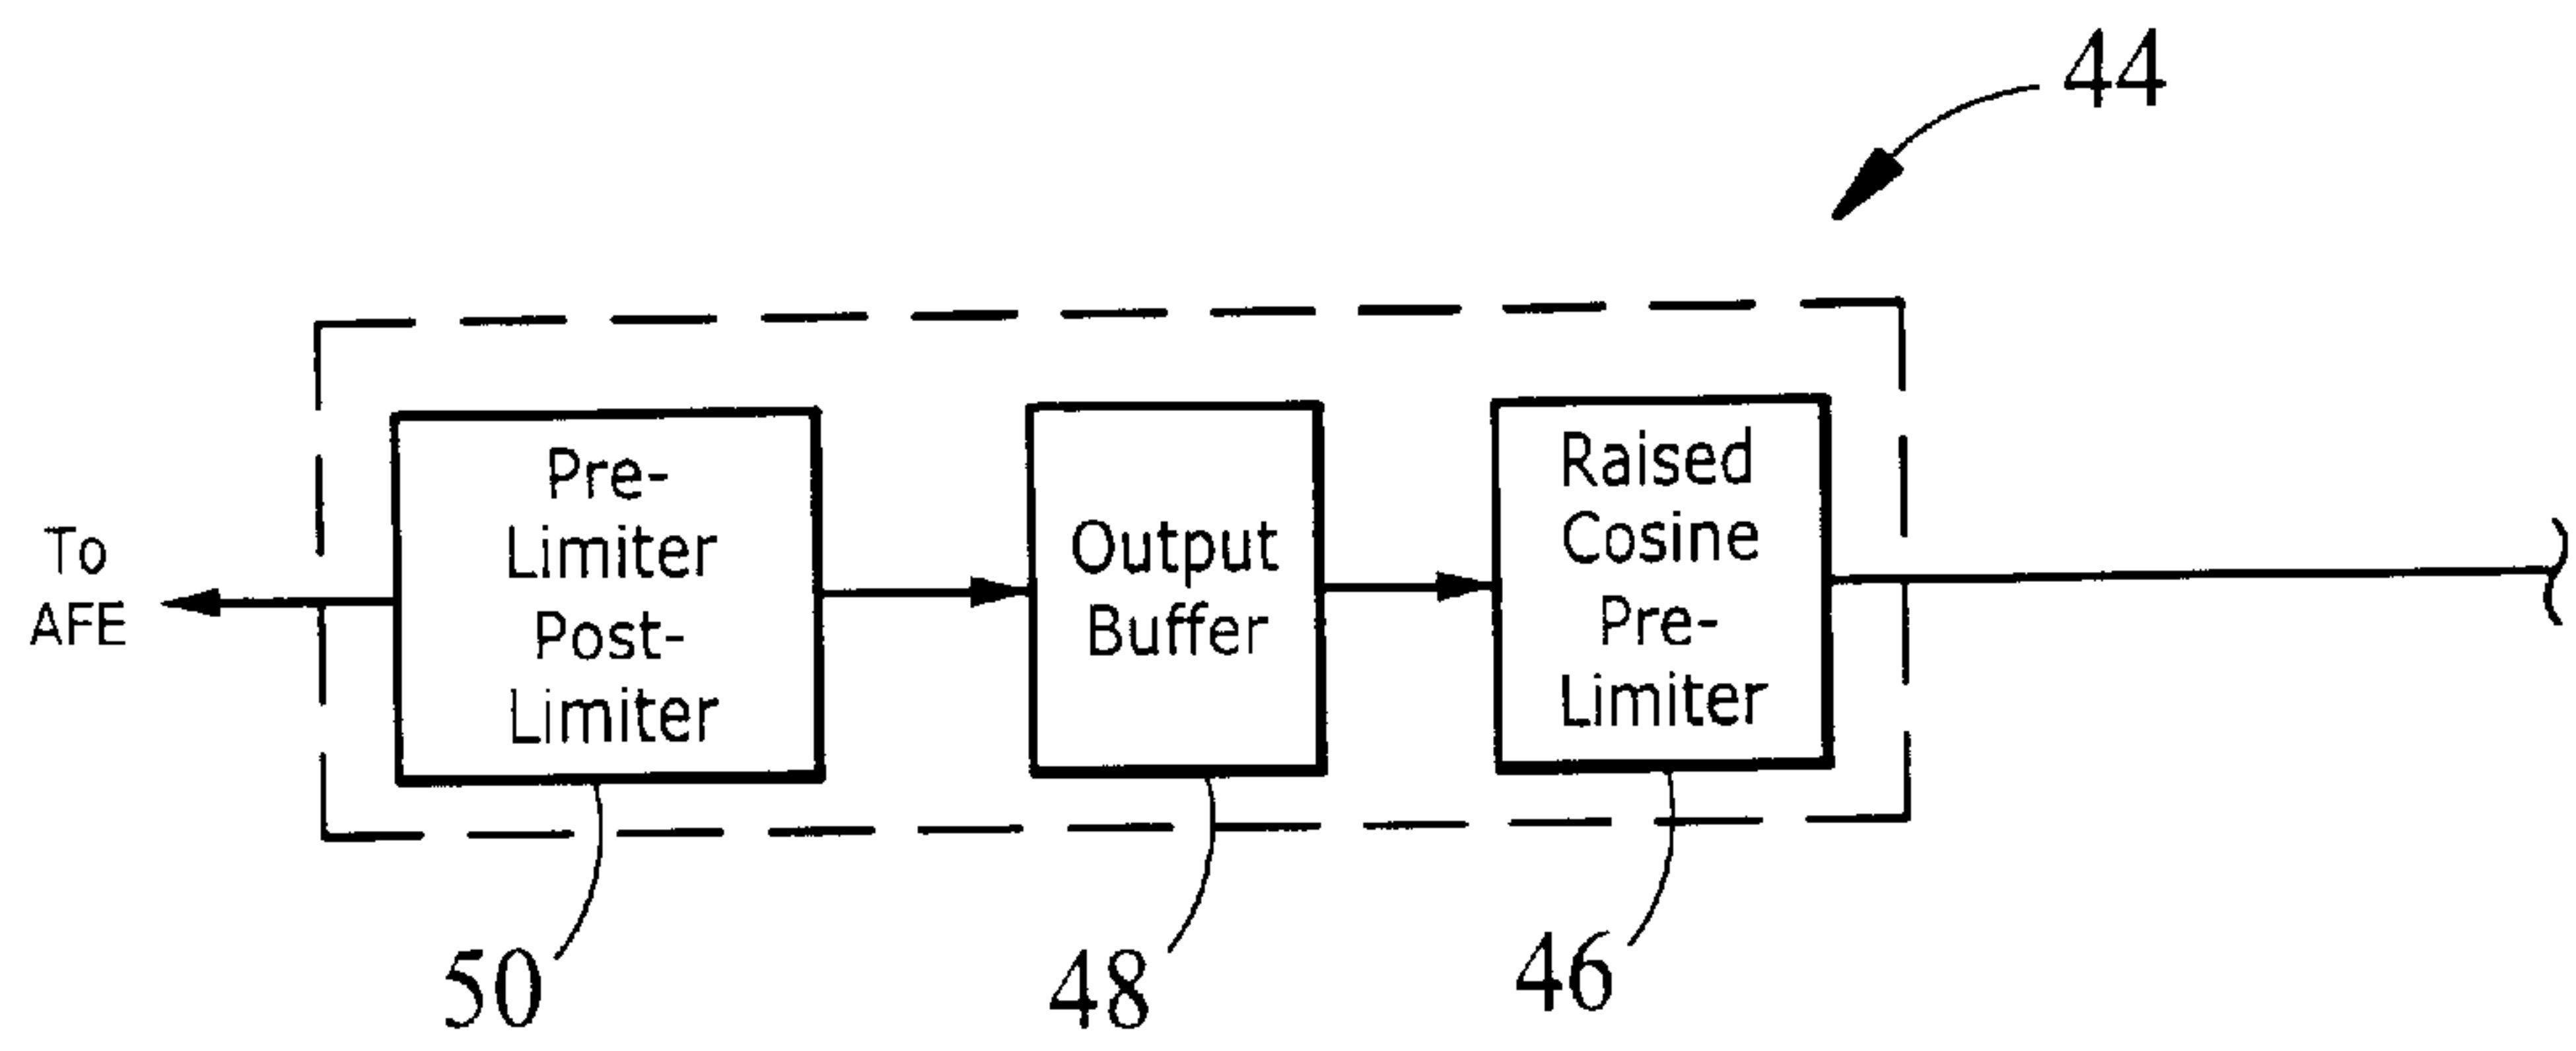 44
To
AFE
Pre-
Limiter
Post-
Limiter
Output
Buffer
Raised
Cosine
Pre-
Limiter
50
48
46